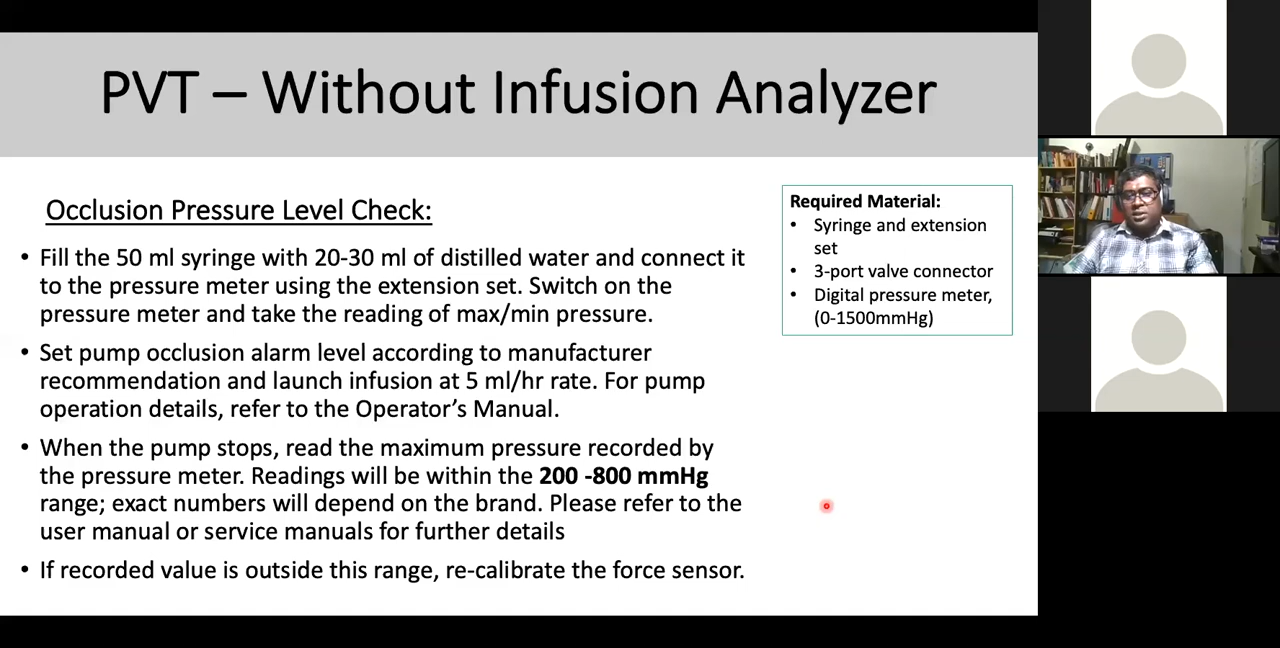 PVT – Without Infusion Analyzer
Occlusion Pressure Level Check:
• Fill the 50 ml syringe with 20-30 ml of distilled water and connect it
to the pressure meter using the extension set. Switch on the
pressure meter and take the reading of max/min pressure.
• Set pump occlusion alarm level according to manufacturer
recommendation and launch infusion at 5 ml/hr rate. For pump
operation details, refer to the Operator’s Manual.
• When the pump stops, read the maximum pressure recorded by
the pressure meter. Readings will be within the 200 -800 mmHg
range; exact numbers will depend on the brand. Please refer to the
user manual or service manuals for further details
• If recorded value is outside this range, re-calibrate the force sensor.
Required Material:
• Syringe and extension
set
• 3-port valve connector
• Digital pressure meter,
(0-1500mmHg)